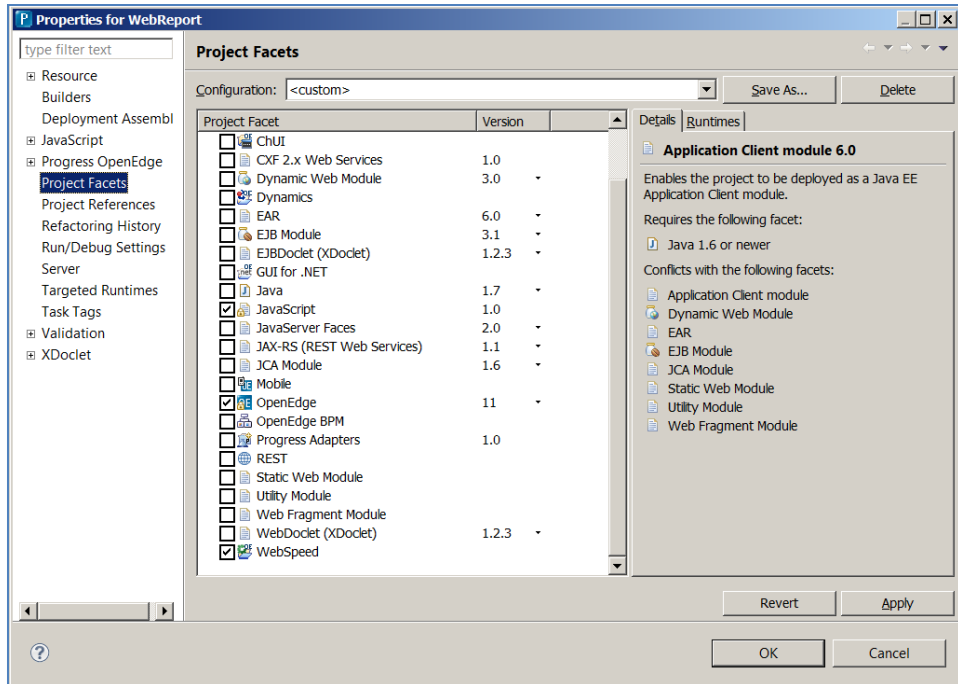 Properties for WebReport
type filter text
Resource
Builders
Deployment Assembl
JavaScript
Progress OpenEdge
Project Facets
Project References
Refactoring History
Run/Debug Settings
Server
Targeted Runtimes
Task Tags
Validation
XDoclet
Project Facets
Configuration: <custom> Save As... Delete
Project Facet Version
ChUI
CXF 2.x Web Services 1.0
Dynamic Web Module 3.0
Dynamics
EAR 6.0
EJB Module 3.1
EJBDoclet (XDoclet) 1.2.3
GUI for .NET
Java 1.7
JavaScript 1.0
JavaServer Faces 2.0
JAX-RS (REST Web Services) 1.1
JCA Module 1.6
Mobile
OpenEdge 11
OpenEdge BPM
Progress Adapters 1.0
REST
Static Web Module
Utility Module
Web Fragment Module
WebDoclet (XDoclet) 1.2.3
WebSpeed
Details Runtimes
Application Client module 6.0
Enables the project to be deployed as a Java EE
Application Client module.
Requires the following facet:
Java 1.6 or newer
Conflicts with the following facets:
Application Client module
Dynamic Web Module
EAR
EJB Module
JCA Module
Static Web Module
Utility Module
Web Fragment Module
Revert Apply
OK Cancel